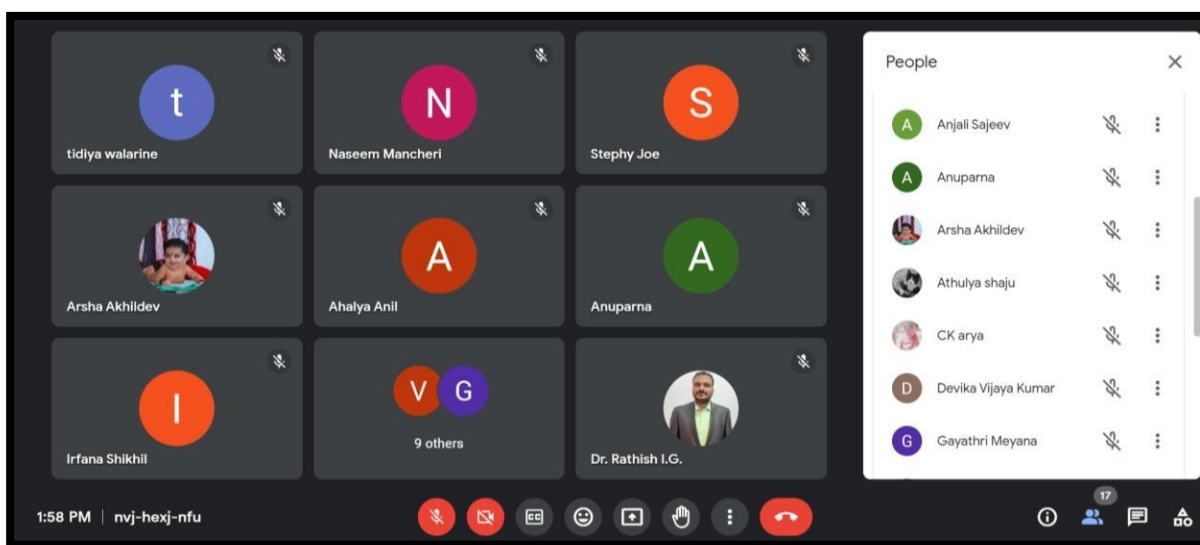 t
tidiya walarine
N
Naseem Mancheri
S
Stephy Joe
Arsha Akhildev
A
Ahalya Anil
A
Anuparna
I
Irfana Shikhil
V G
9 others
Dr. Rathish I.G.
People
A Anjali Sajeev
A Anuparna
Arsha Akhildev
Athulya shaju
CK arya
D Devika Vijaya Kumar
G Gayathri Meyana
1:58 PM | nvj-hexj-nfu
CC
17